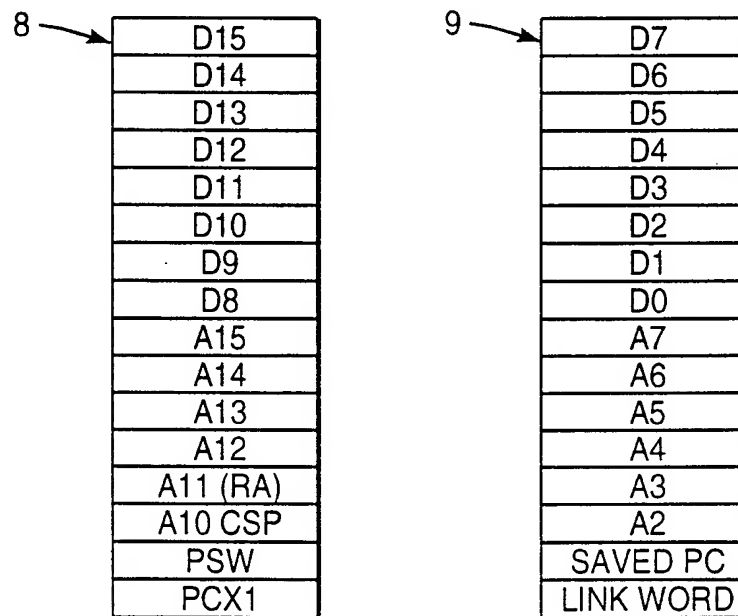 8
D15
D14
D13
D12
D11
D10
D9
D8
A15
A14
A13
A12
A11 (RA)
A10 CSP
PSW
PCX1
9
D7
D6
D5
D4
D3
D2
D1
D0
A7
A6
A5
A4
A3
A2
SAVED PC
LINK WORD